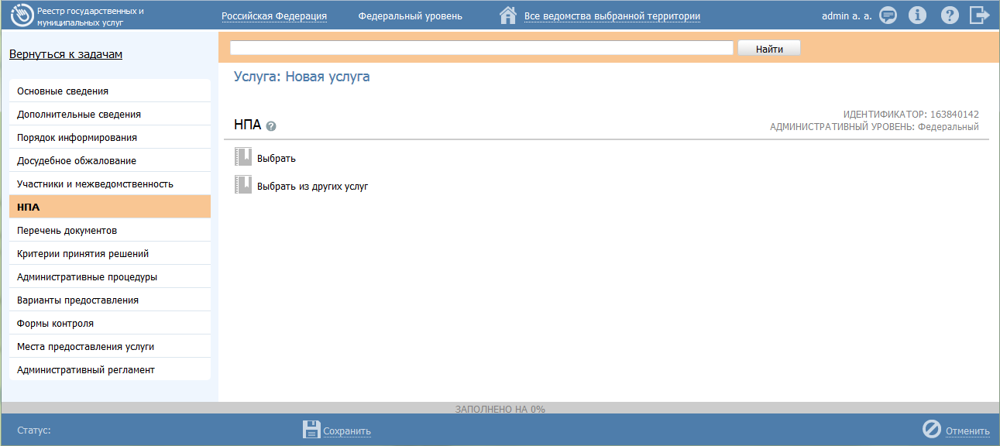 Реестр государственных и
муниципальных услуг
Российская Федерация
Федеральный уровень
Все ведомства выбранной территории
admin a. a.
Вернуться к задачам
Найти
Основные сведения
Дополнительные сведения
Порядок информирования
Досудебное обжалование
Участники и межведомственность
НПА
Перечень документов
Критерии принятия решений
Административные процедуры
Варианты предоставления
Формы контроля
Места предоставления услуги
Административный регламент
Услуга: Новая услуга
НПА
ИДЕНТИФИКАТОР: 163840142
АДМИНИСТРАТИВНЫЙ УРОВЕНЬ: Федеральный
Выбрать
Выбрать из других услуг
ЗАПОЛНЕНО НА 0%
Статус:
Сохранить
Отменить